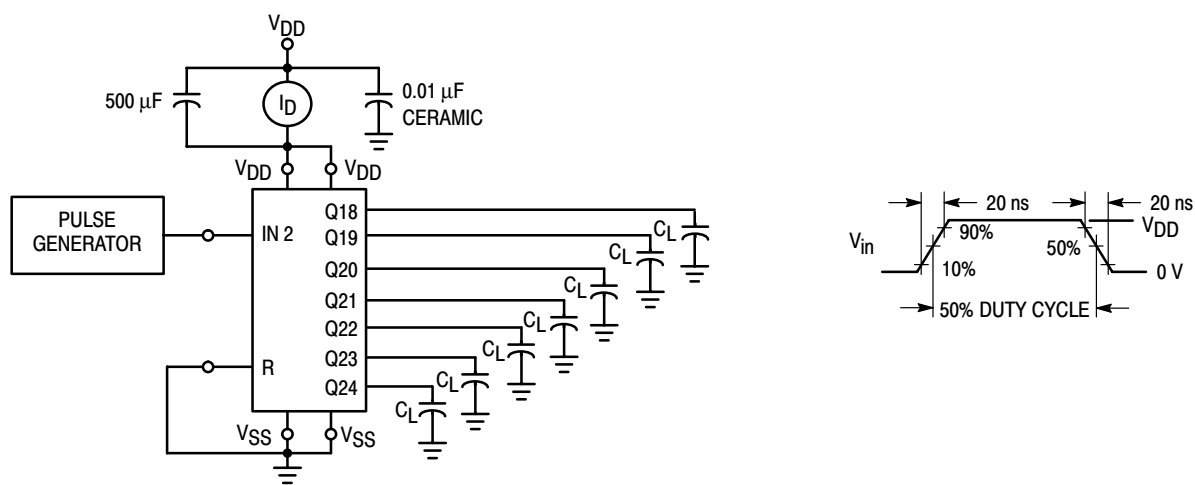 VDD
500 μF
ID
0.01 μF
CERAMIC
VDD
VDD
PULSE
GENERATOR
IN 2
R
Q18
Q19
Q20
Q21
Q22
Q23
Q24
CL
CL
CL
CL
CL
CL
CL
VSS
VSS
20 ns
20 ns
Vin
90%
10%
50%
VDD
0 V
50% DUTY CYCLE